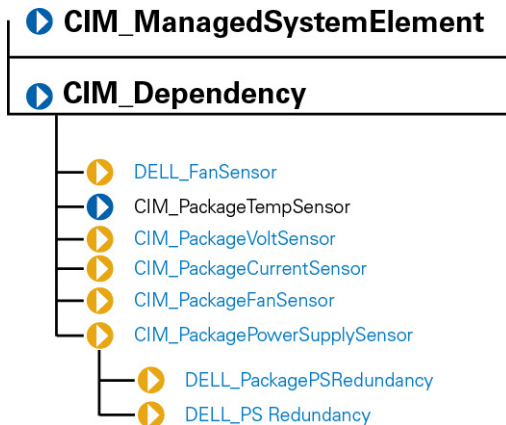 CIM_ManagedSystemElement
CIM_Dependency
DELL_FanSensor
CIM_PackageTempSensor
CIM_PackageVoltSensor
CIM_PackageCurrentSensor
CIM_PackageFanSensor
CIM_PackagePowerSupplySensor
DELL_PackagePSRedundancy
DELL_PS Redundancy